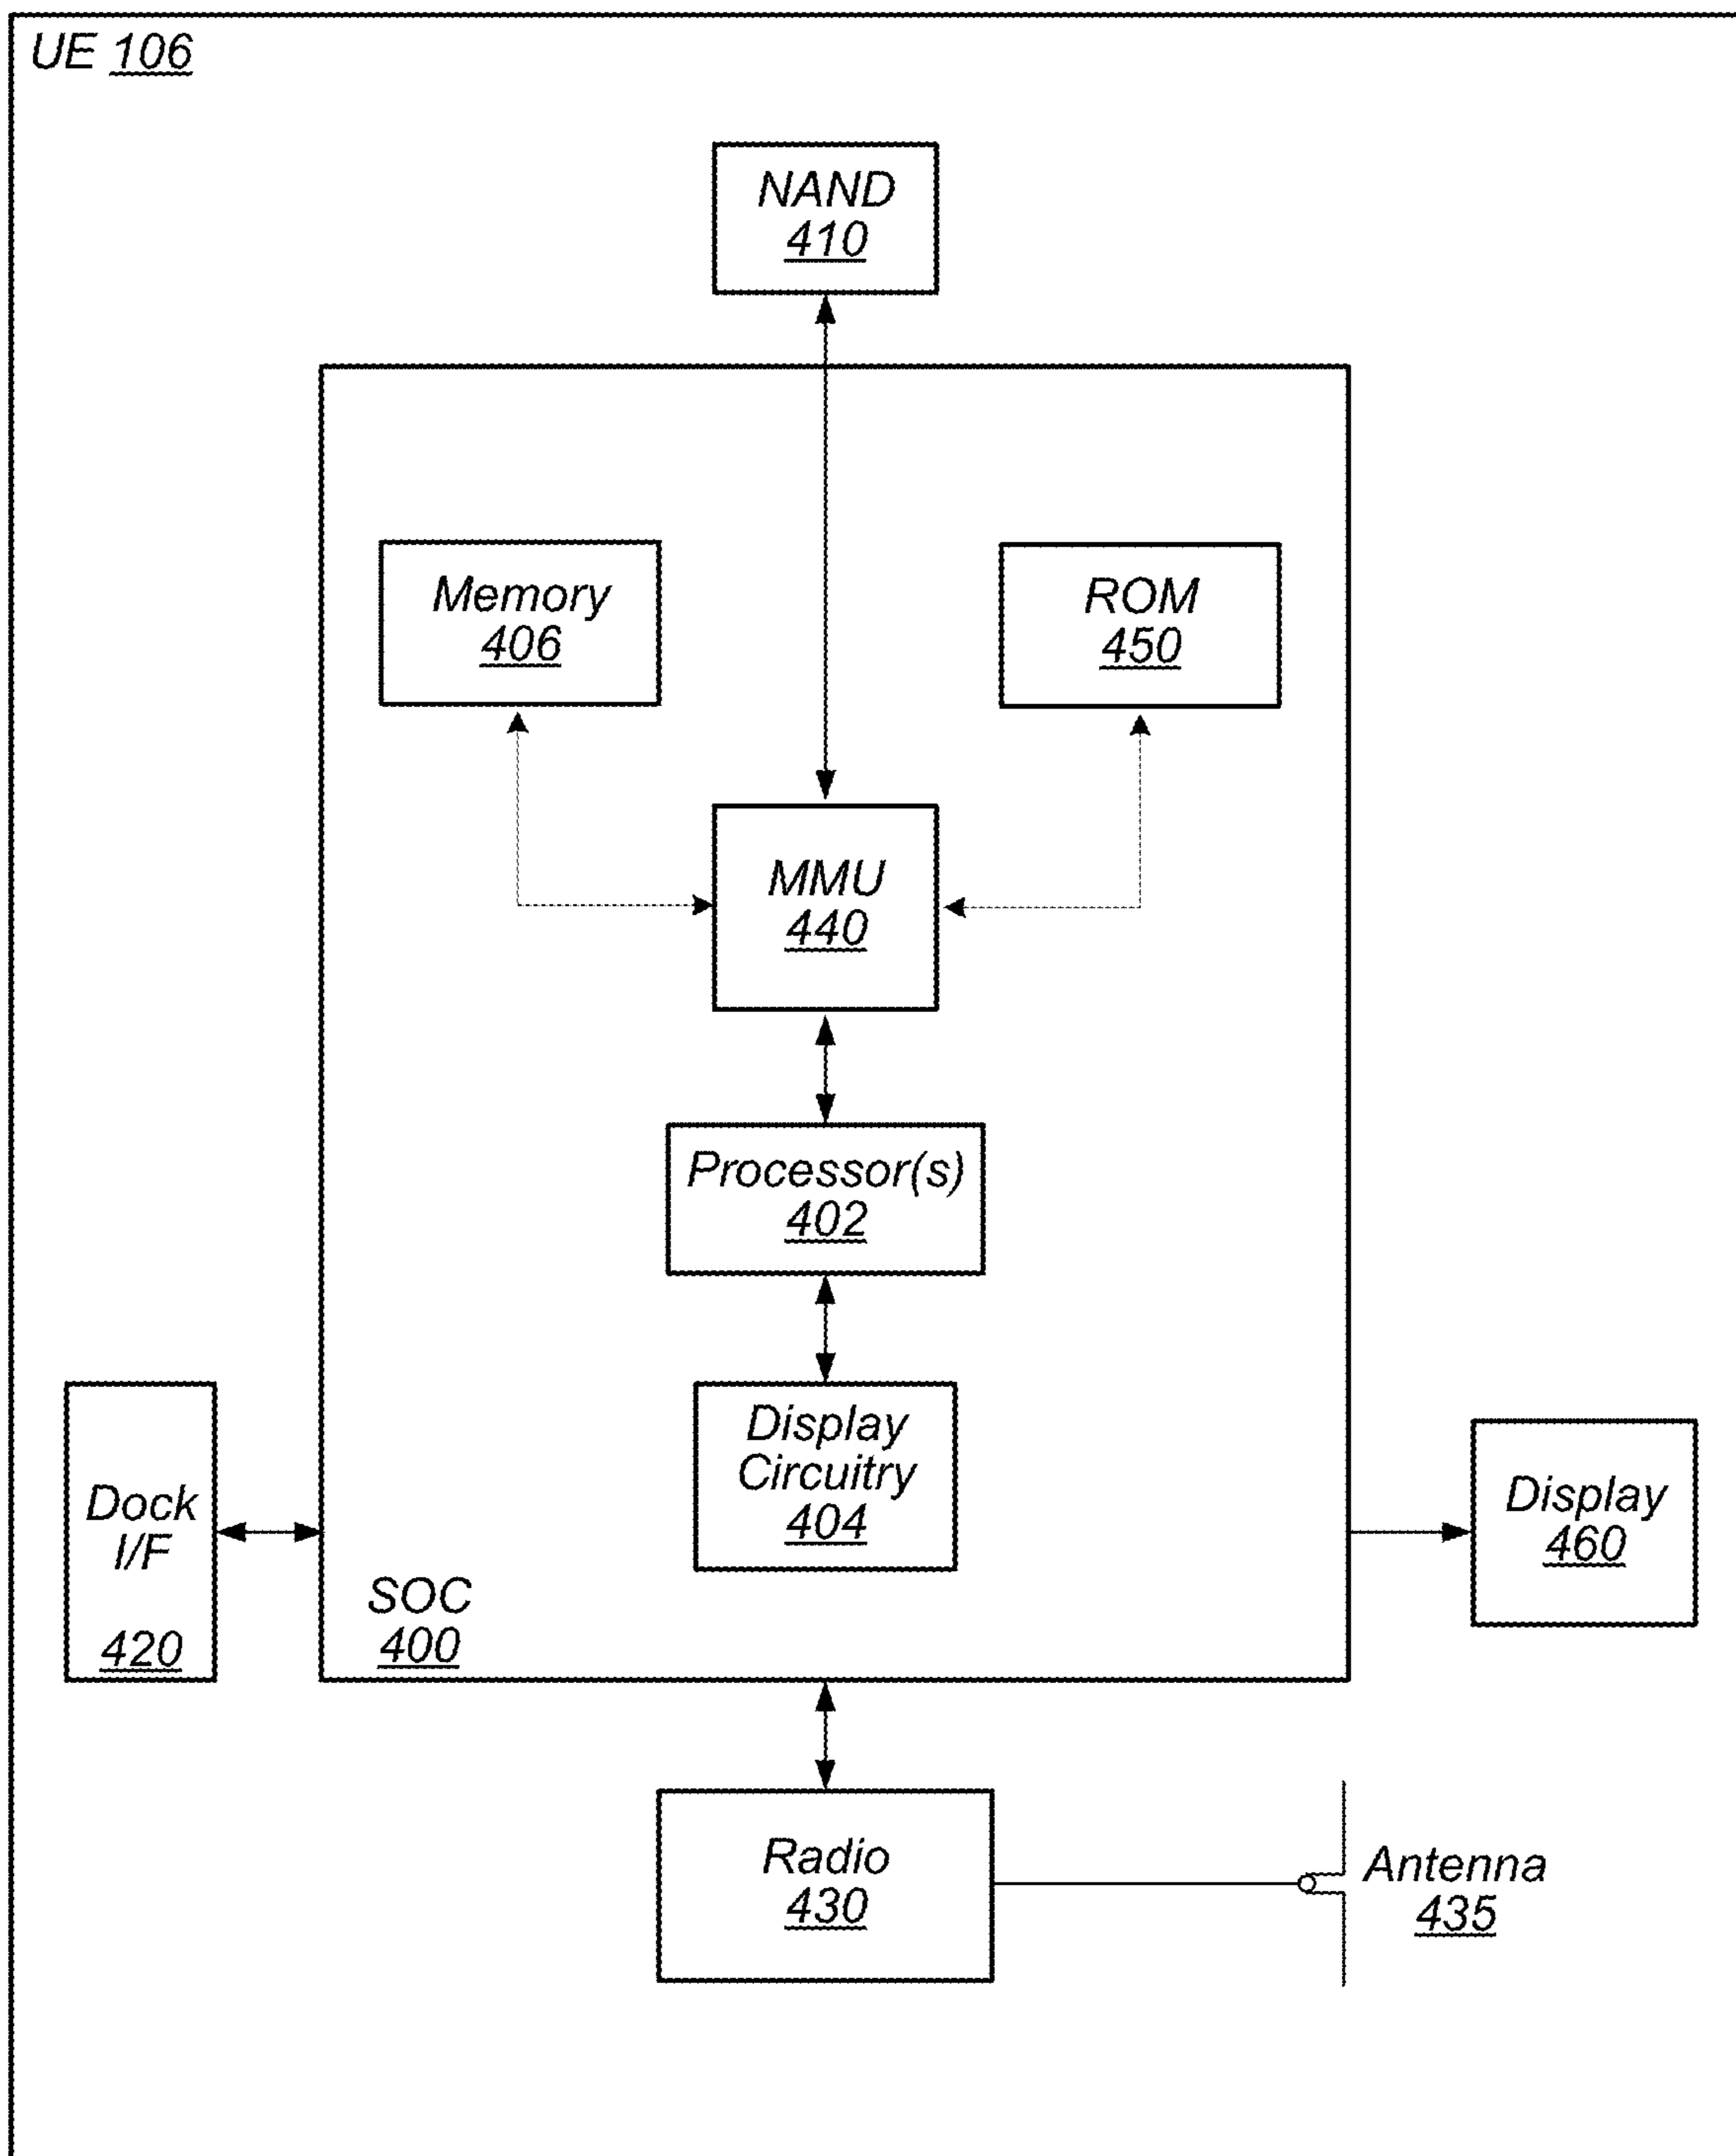 UE 106
NAND
410
Memory
406
ROM
450
MMU
440
Processor(s)
402
Display
Circuitry
404
Dock
I/F
420
SOC
400
Display
460
Radio
430
Antenna
435